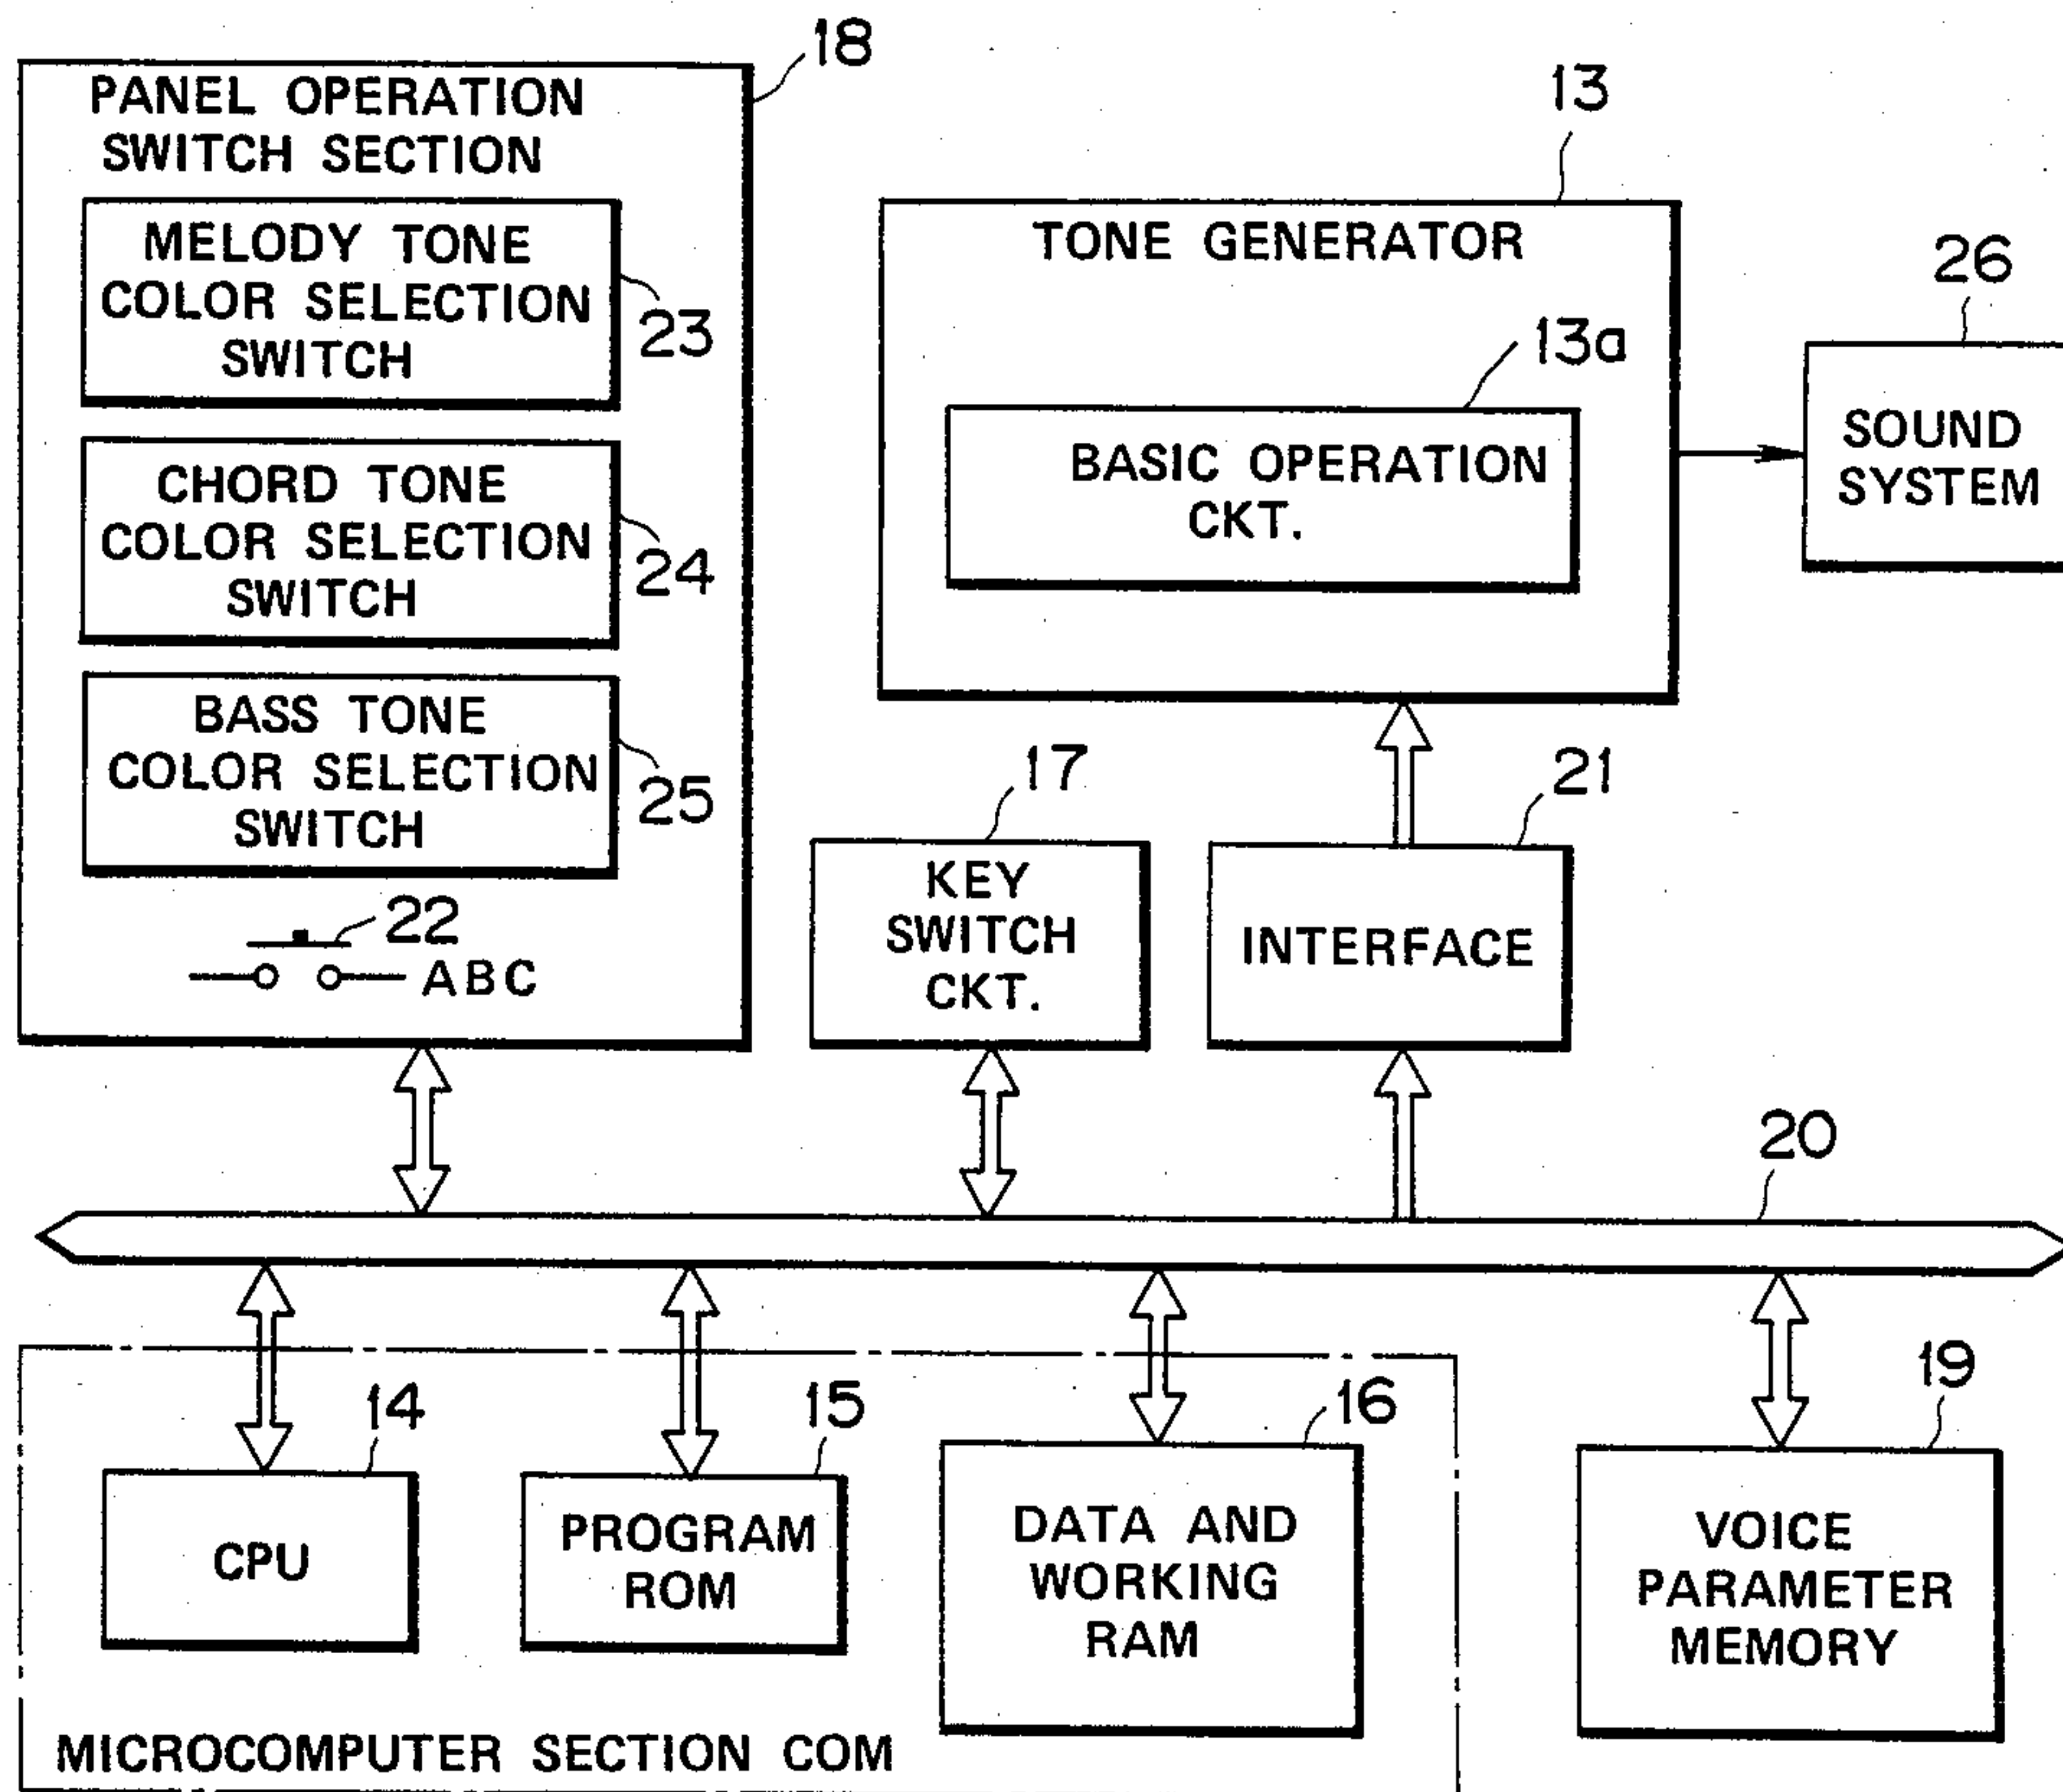 18
PANEL OPERATION
SWITCH SECTION
MELODY TONE
COLOR SELECTION
SWITCH
23
CHORD TONE
COLOR SELECTION
SWITCH
24
BASS TONE
COLOR SELECTION
SWITCH
25
22
ABC
13
TONE GENERATOR
13a
BASIC OPERATION
CKT.
26
SOUND
SYSTEM
17
KEY
SWITCH
CKT.
21
INTERFACE
20
14
CPU
15
PROGRAM
ROM
16
DATA AND
WORKING
RAM
MICROCOMPUTER SECTION COM
19
VOICE
PARAMETER
MEMORY